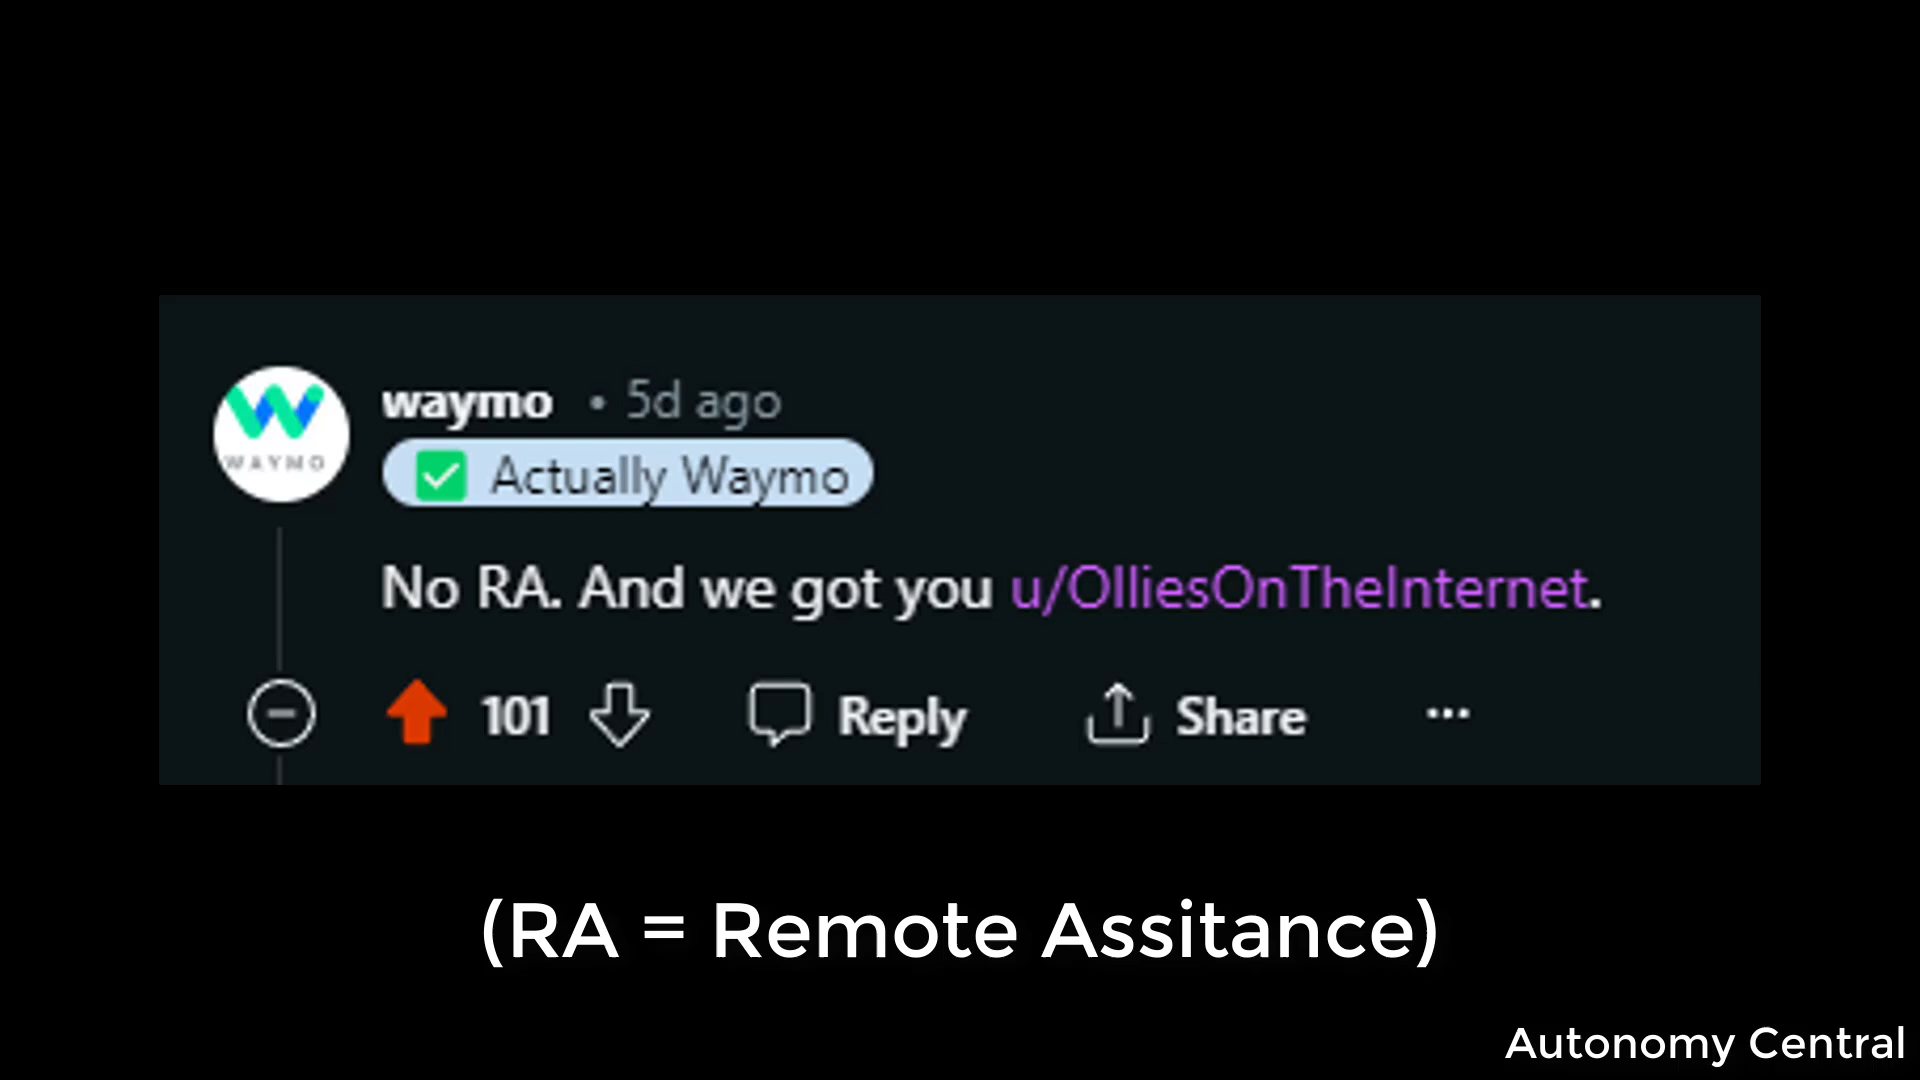 WAYMO
waymo • 5d ago
✅ Actually Waymo
No RA. And we got you u/OlliesOnTheInternet.
101 Reply Share ...
(RA = Remote Assitance)
Autonomy Central